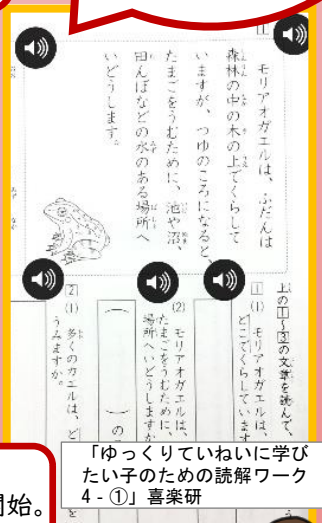 1
モリアオガエルは、ふだんは
森林の中の木の上でくらして
いますが、つゆのころになると、
たまごをうむために、池や沼、
田んぼなどの水のある場所へ
いどうします。
上の1~3の文章を読んで、
1
(1) モリアオガエルは、
どこでくらしています
(2) モリアオガエルは、
たまごをうむために、
場所へいどうしますか
の
2
(1) 多くのカエルは、ど
うみますか。
「ゆっくりていねいに学び
たい子のための読解ワーク
4 - ①」喜楽研
開始。